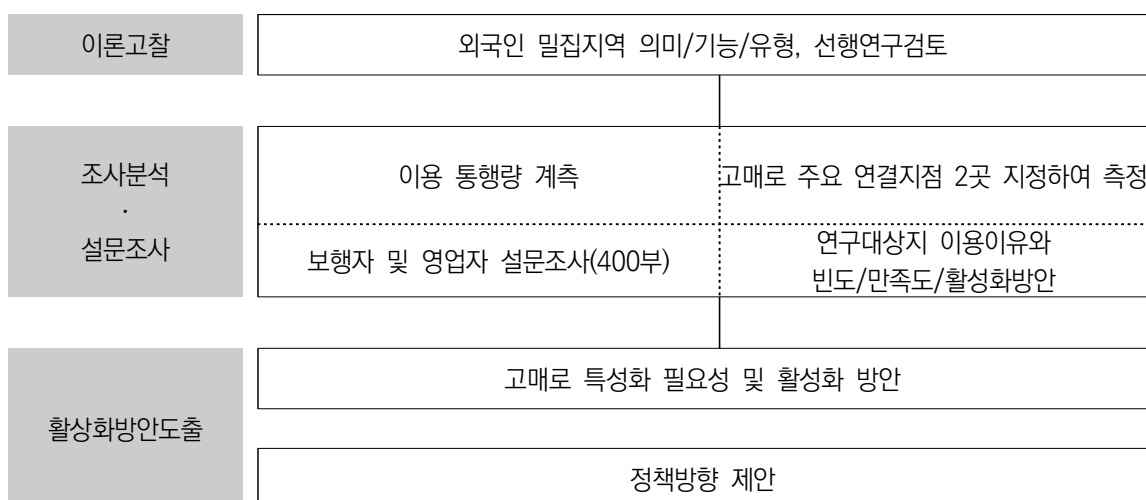 이론고찰
외국인 밀집지역 의미/기능/유형, 선행연구검토
조사분석
·
설문조사
이용 통행량 계측
고매로 주요 연결지점 2곳 지정하여 측정
보행자 및 영업자 설문조사(400부)
연구대상지 이용이유와
빈도/만족도/활성화방안
활상화방안도출
고매로 특성화 필요성 및 활성화 방안
정책방향 제안